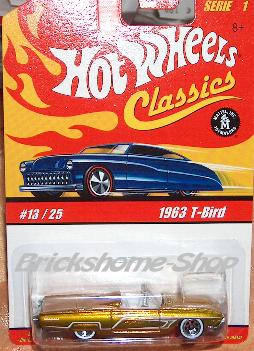 SERIE 1
8+
Hot Wheels
Classics
#13/25
1963 T-Bird
Brickshome-Shop